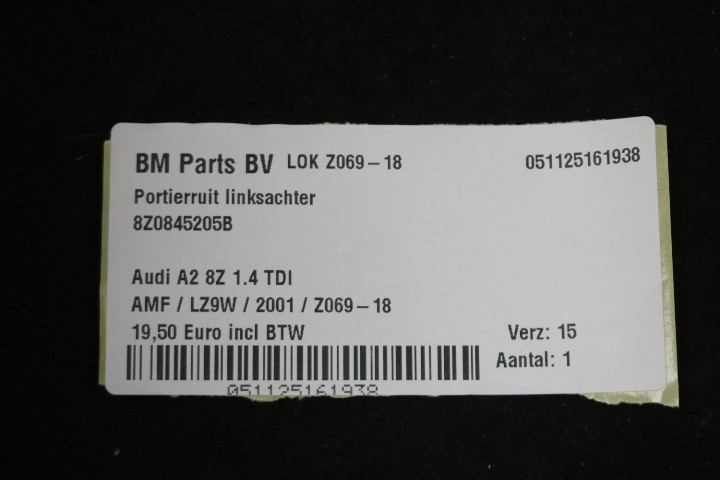 BM Parts BV LOK Z069-18 051125161938
Portierruit linksachter
8Z0845205B
Audi A2 8Z 1.4 TDI
AMF / LZ9W / 2001 / Z069-18
19,50 Euro incl BTW Verz: 15
Aantal: 1
051125161938